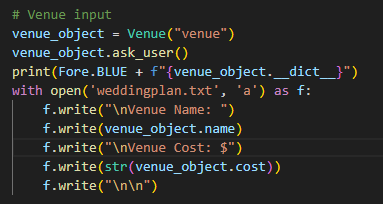 # Venue input
venue_object = Venue("venue")
venue_object.ask_user()
print(Fore.BLUE + f"{venue_object.__dict__}")
with open('weddingplan.txt', 'a') as f:
    f.write("\nVenue Name: ")
    f.write(venue_object.name)
    f.write("\nVenue Cost: $")
    f.write(str(venue_object.cost))
    f.write("\n\n")